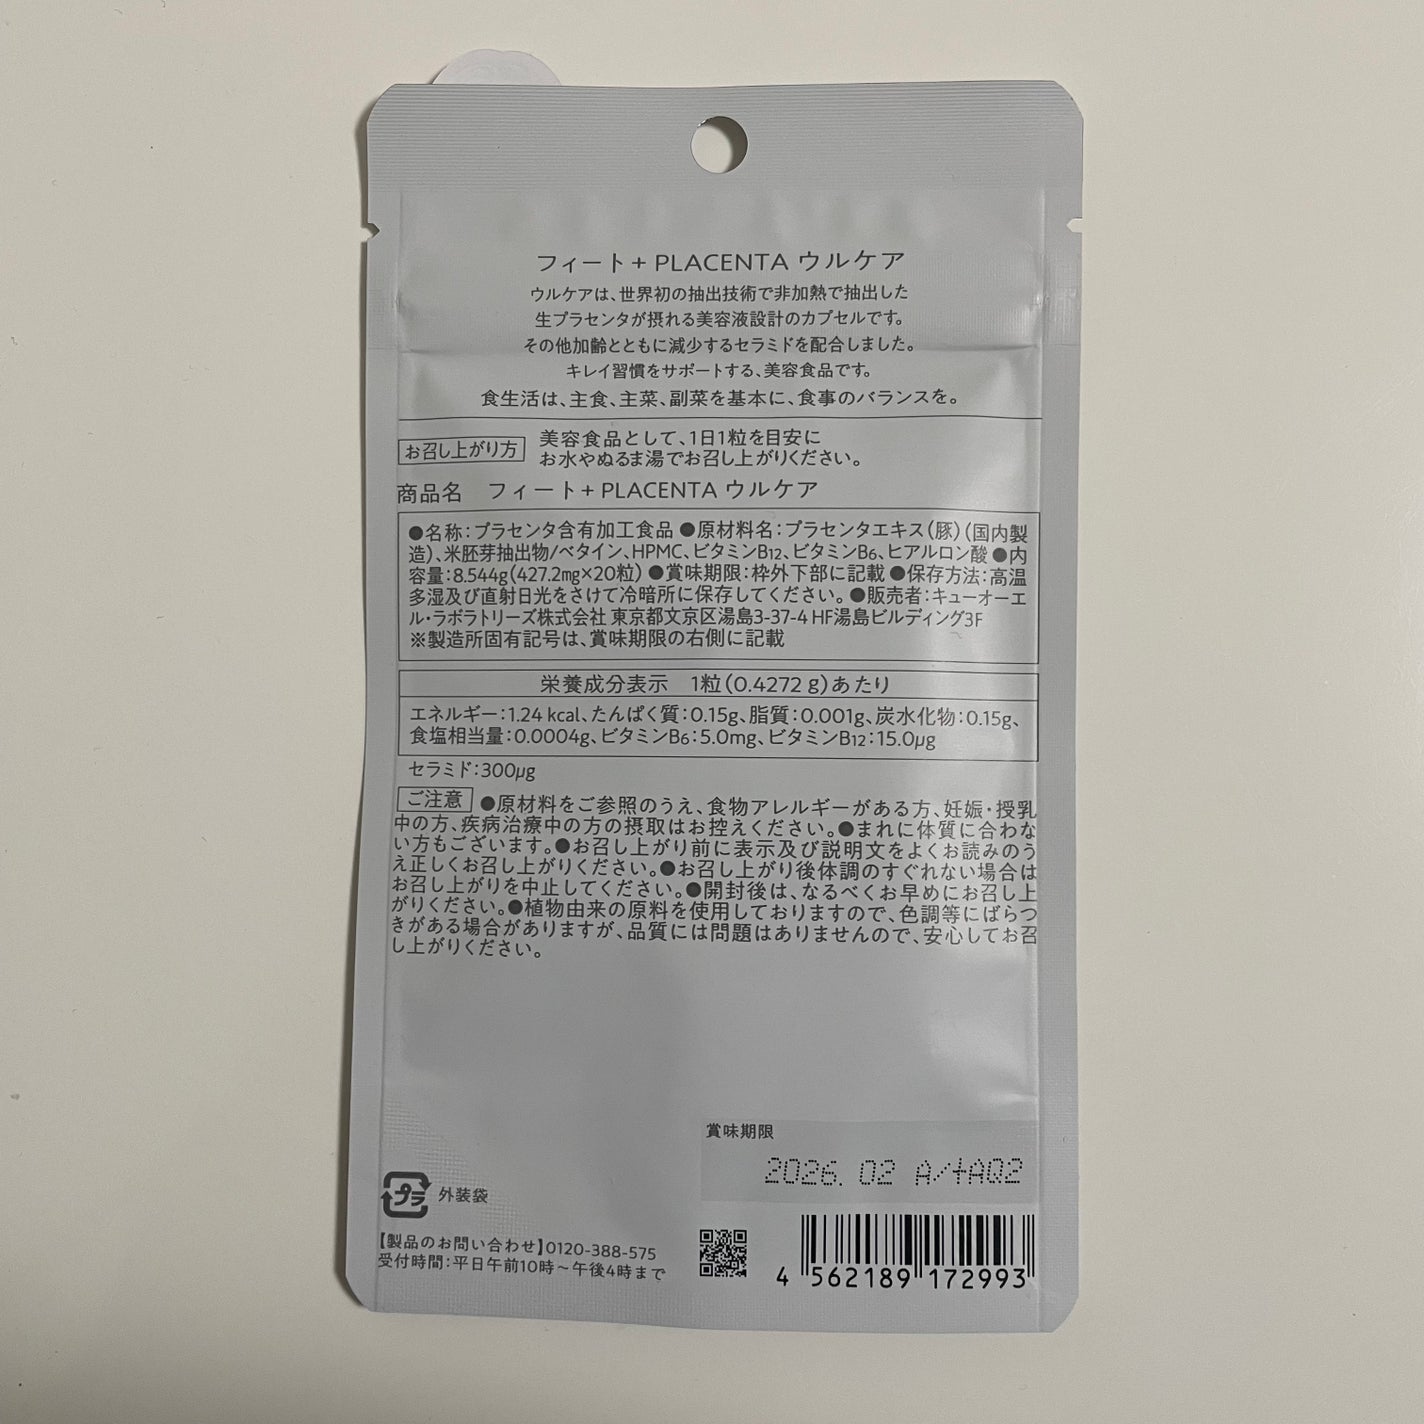 フィート+ PLACENTA ウルケア
ウルケアは、世界初の抽出技術で非加熱で抽出した
生プラセンタが摂れる美容液設計のカプセルです。
その他加齢とともに減少するセラミドを配合しました。
キレイ習慣をサポートする、美容食品です。
食生活は、主食、主菜、副菜を基本に、食事のバランスを。
お召し上がり方 美容食品として、1日1粒を目安に
お水やぬるま湯でお召し上がりください。
商品名 フィート+ PLACENTA ウルケア
●名称:プラセンタ含有加工食品 ●原材料名:プラセンタエキス(豚)(国内製
造)、米胚芽抽出物/ベタイン、HPMC、ビタミンB12、ビタミンB6、ヒアルロン酸 ●内
容量:8.544g(427.2mg×20粒) ●賞味期限:枠外下部に記載 ●保存方法:高温
多湿及び直射日光をさけて冷暗所に保存してください。●販売者:キューオーエ
ル・ラボラトリーズ株式会社 東京都文京区湯島3-37-4 HF湯島ビルディング3F
※製造所固有記号は、賞味期限の右側に記載
栄養成分表示 1粒(0.4272 g)あたり
エネルギー:1.24 kcal、たんぱく質:0.15g、脂質:0.001g、炭水化物:0.15g、
食塩相当量:0.0004g、ビタミンB6:5.0mg、ビタミンB12:15.0μg
セラミド:300μg
ご注意 ●原材料をご参照のうえ、食物アレルギーがある方、妊娠・授乳
中の方、疾病治療中の方の摂取はお控えください。●まれに体質に合わな
い方もございます。●お召し上がり前に表示及び説明文をよくお読みのう
え正しくお召し上がりください。●お召し上がり後体調のすぐれない場合は
お召し上がりを中止してください。●開封後は、なるべくお早めにお召し上
がりください。●植物由来の原料を使用しておりますので、色調等にばらつ
きがある場合がありますが、品質には問題はありませんので、安心してお召
し上がりください。
賞味期限
2026. 02 A/+AQ2
プラ 外装袋
【製品のお問い合わせ】0120-388-575
受付時間:平日午前10時〜午後4時まで
4 562189 172993